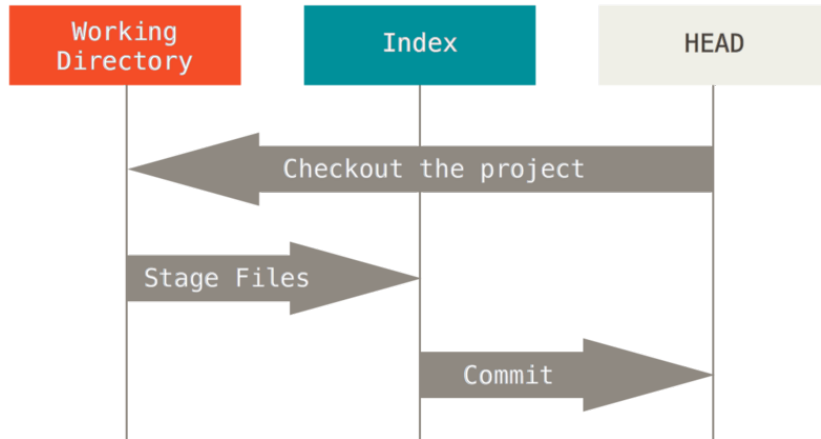 Working
Directory
Index
HEAD
Checkout the project
Stage Files
Commit